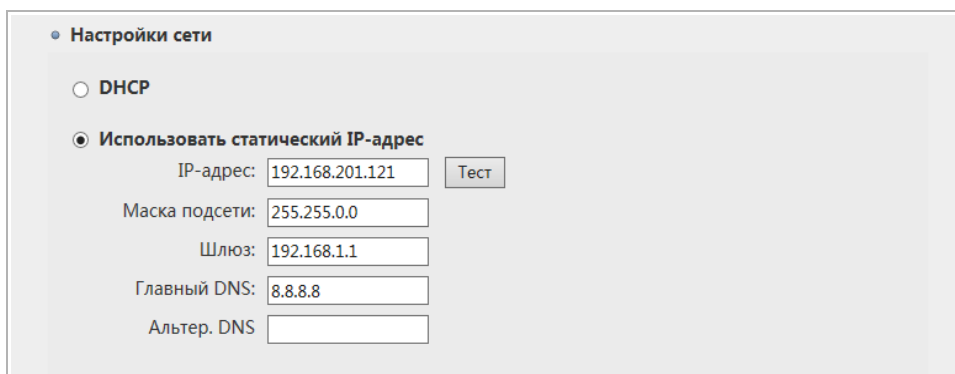 Настройки сети
DHCP
Использовать статический IP-адрес
IP-адрес: 192.168.201.121 Тест
Маска подсети: 255.255.0.0
Шлюз: 192.168.1.1
Главный DNS: 8.8.8.8
Альтер. DNS